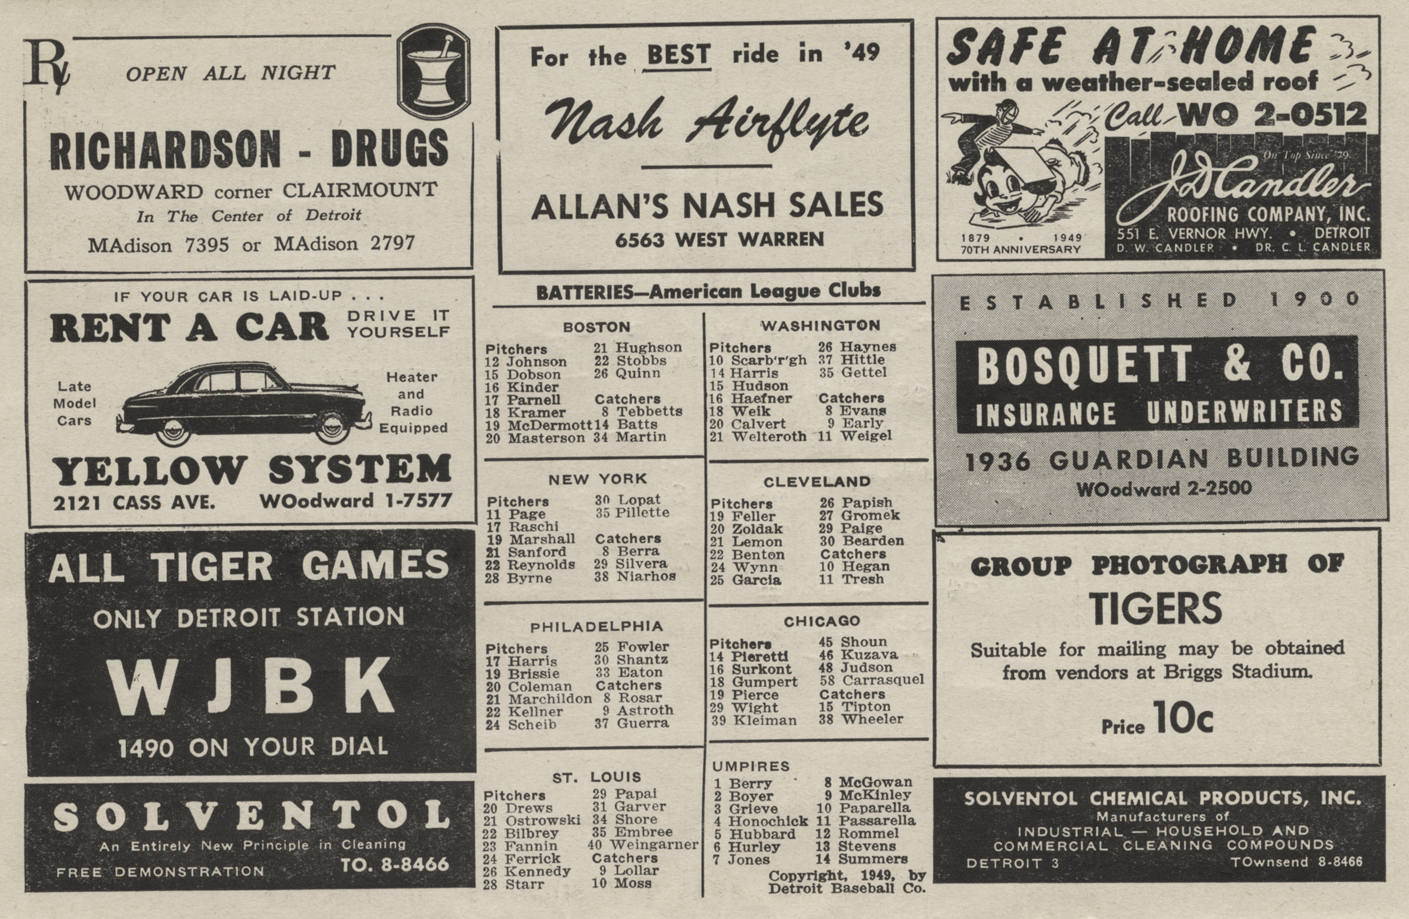 Rx
OPEN ALL NIGHT
RICHARDSON - DRUGS
WOODWARD corner CLAIRMOUNT
In The Center of Detroit
MAdison 7395 or MAdison 2797
IF YOUR CAR IS LAID-UP . . .
RENT A CAR
DRIVE IT
YOURSELF
Late
Model
Cars
Heater
and
Radio
Equipped
YELLOW SYSTEM
2121 CASS AVE. WOodward 1-7577
ALL TIGER GAMES
ONLY DETROIT STATION
WJBK
1490 ON YOUR DIAL
SOLVENTOL
An Entirely New Principle in Cleaning
FREE DEMONSTRATION TO. 8-8466
For the BEST ride in '49
Nash Airflyte
ALLAN'S NASH SALES
6563 WEST WARREN
BATTERIES—American League Clubs
BOSTON
Pitchers
12 Johnson
15 Dobson
16 Kinder
17 Parnell
18 Kramer
19 McDermott
20 Masterson
21 Hughson
22 Stobbs
26 Quinn
Catchers
8 Tebbetts
14 Batts
34 Martin
NEW YORK
Pitchers
11 Page
17 Raschi
19 Marshall
21 Sanford
22 Reynolds
28 Byrne
30 Lopat
35 Pillette
Catchers
8 Berra
29 Silvera
38 Niarhos
PHILADELPHIA
Pitchers
17 Harris
19 Brissie
20 Coleman
21 Marchildon
22 Kellner
24 Scheib
25 Fowler
30 Shantz
33 Eaton
Catchers
8 Rosar
9 Astroth
37 Guerra
ST. LOUIS
Pitchers
20 Drews
21 Ostrowski
22 Bilbrey
23 Fannin
24 Ferrick
26 Kennedy
28 Starr
29 Papai
31 Garver
34 Shore
35 Embree
40 Weingarner
Catchers
9 Lollar
10 Moss
WASHINGTON
Pitchers
10 Scarb'r'gh
14 Harris
15 Hudson
16 Haefner
18 Weik
20 Calvert
21 Welteroth
26 Haynes
37 Hittle
35 Gettel
Catchers
8 Evans
9 Early
11 Weigel
CLEVELAND
Pitchers
19 Feller
20 Zoldak
21 Lemon
22 Benton
24 Wynn
25 Garcia
26 Papish
27 Gromek
29 Paige
30 Bearden
Catchers
10 Hegan
11 Tresh
CHICAGO
Pitchers
14 Pieretti
16 Surkont
18 Gumpert
19 Pierce
29 Wight
39 Kleiman
45 Shoun
46 Kuzava
48 Judson
58 Carrasquel
Catchers
15 Tipton
38 Wheeler
UMPIRES
1 Berry
2 Boyer
3 Grieve
4 Honochick
5 Hubbard
6 Hurley
7 Jones
8 McGowan
9 McKinley
10 Paparella
11 Passarella
12 Rommel
13 Stevens
14 Summers
Copyright, 1949, by
Detroit Baseball Co.
SAFE AT HOME
with a weather-sealed roof
Call WO 2-0512
On Top Since '79
JD Candler
ROOFING COMPANY, INC.
551 E. VERNOR HWY. • DETROIT
D. W. CANDLER • DR. C. L. CANDLER
1879 • 1949
70TH ANNIVERSARY
ESTABLISHED 1900
BOSQUETT & CO.
INSURANCE UNDERWRITERS
1936 GUARDIAN BUILDING
WOodward 2-2500
GROUP PHOTOGRAPH OF
TIGERS
Suitable for mailing may be obtained
from vendors at Briggs Stadium.
Price 10c
SOLVENTOL CHEMICAL PRODUCTS, INC.
Manufacturers of
INDUSTRIAL — HOUSEHOLD AND
COMMERCIAL CLEANING COMPOUNDS
DETROIT 3 TOwnsend 8-8466